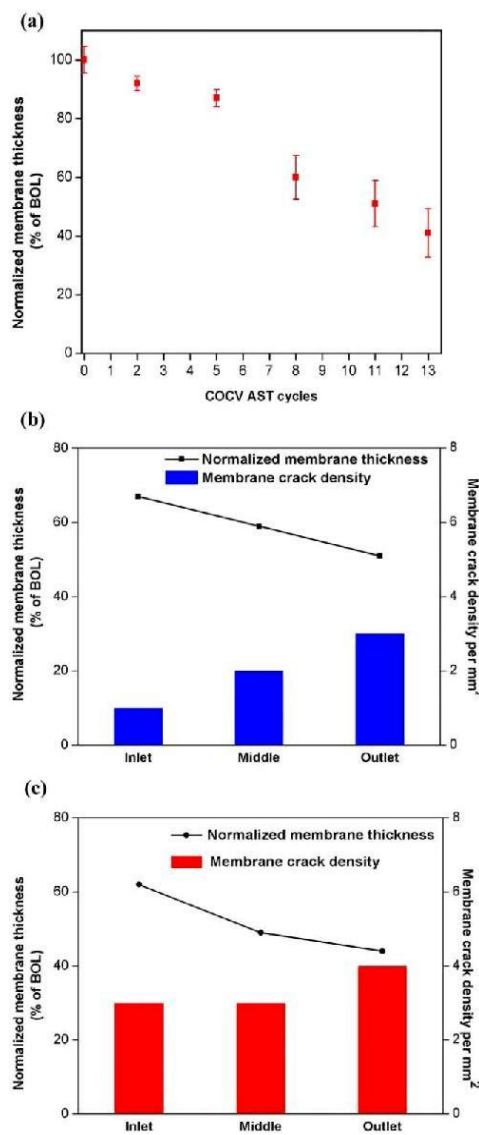 (a)
Normalized membrane thickness
(% of BOL)
100
80
60
40
20
0
0 1 2 3 4 5 6 7 8 9 10 11 12 13
COCV AST cycles
(b)
Normalized membrane thickness
(% of BOL)
80
60
40
20
0
Normalized membrane thickness
Membrane crack density
Inlet Middle Outlet
8
6
4
2
0
Membrane crack density per mm²
(c)
Normalized membrane thickness
(% of BOL)
80
60
40
20
0
Normalized membrane thickness
Membrane crack density
Inlet Middle Outlet
8
6
4
2
0
Membrane crack density per mm²